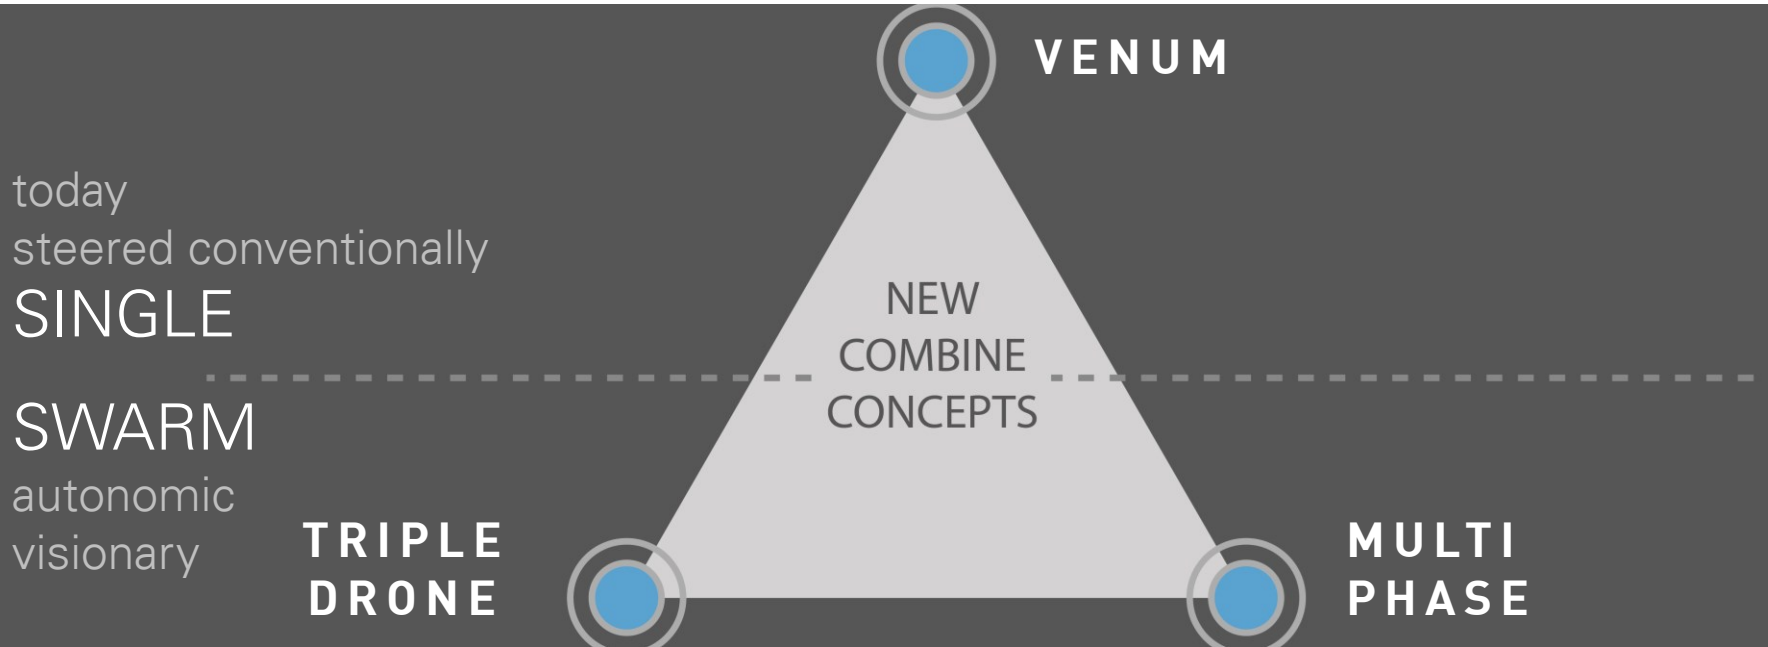 VENUM
today
steered conventionally
SINGLE
NEW
COMBINE
CONCEPTS
SWARM
autonomic
visionary
TRIPLE
DRONE
MULTI
PHASE